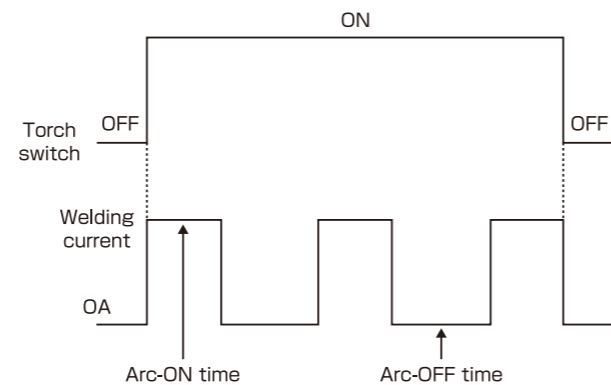 ON
OFF
Torch
switch
OFF
Welding
current
OA
Arc-ON time
Arc-OFF time